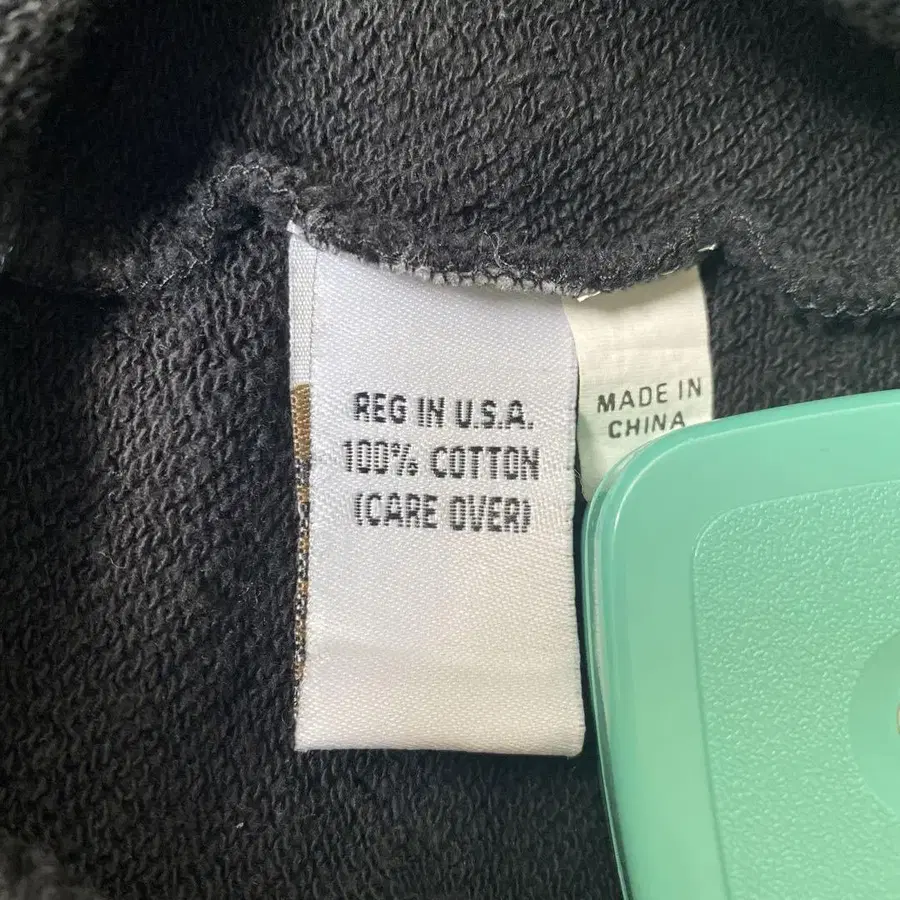 REG IN U.S.A.
100% COTTON
(CARE OVER)
MADE IN
CHINA